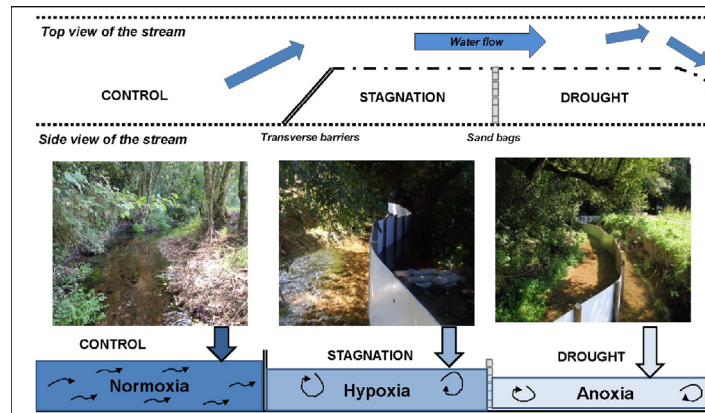 Top view of the stream
Water flow
CONTROL
STAGNATION
DROUGHT
Side view of the stream
Transverse barriers
Sand bags
CONTROL
STAGNATION
DROUGHT
Normoxia
Hypoxia
Anoxia